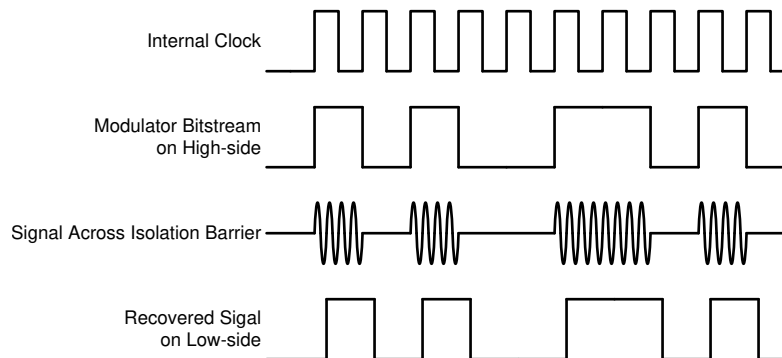 Internal Clock
Modulator Bitstream
on High-side
Signal Across Isolation Barrier
Recovered Sigal
on Low-side